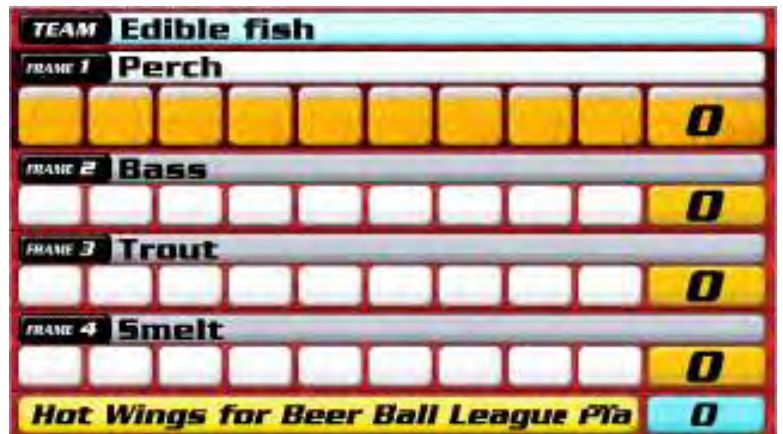 TEAM Edible fish
FRAME 1 Perch
0
FRAME 2 Bass
0
FRAME 3 Trout
0
FRAME 4 Smelt
0
Hot Wings for Beer Ball League 0